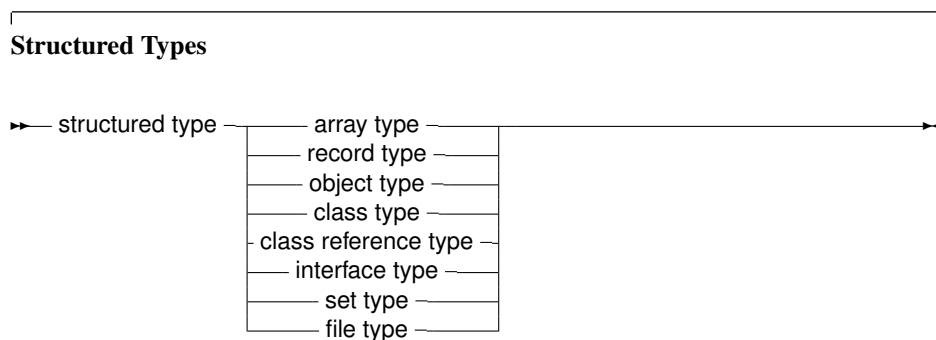 Structured Types
structured type array type
record type
object type
class type
class reference type
interface type
set type
file type